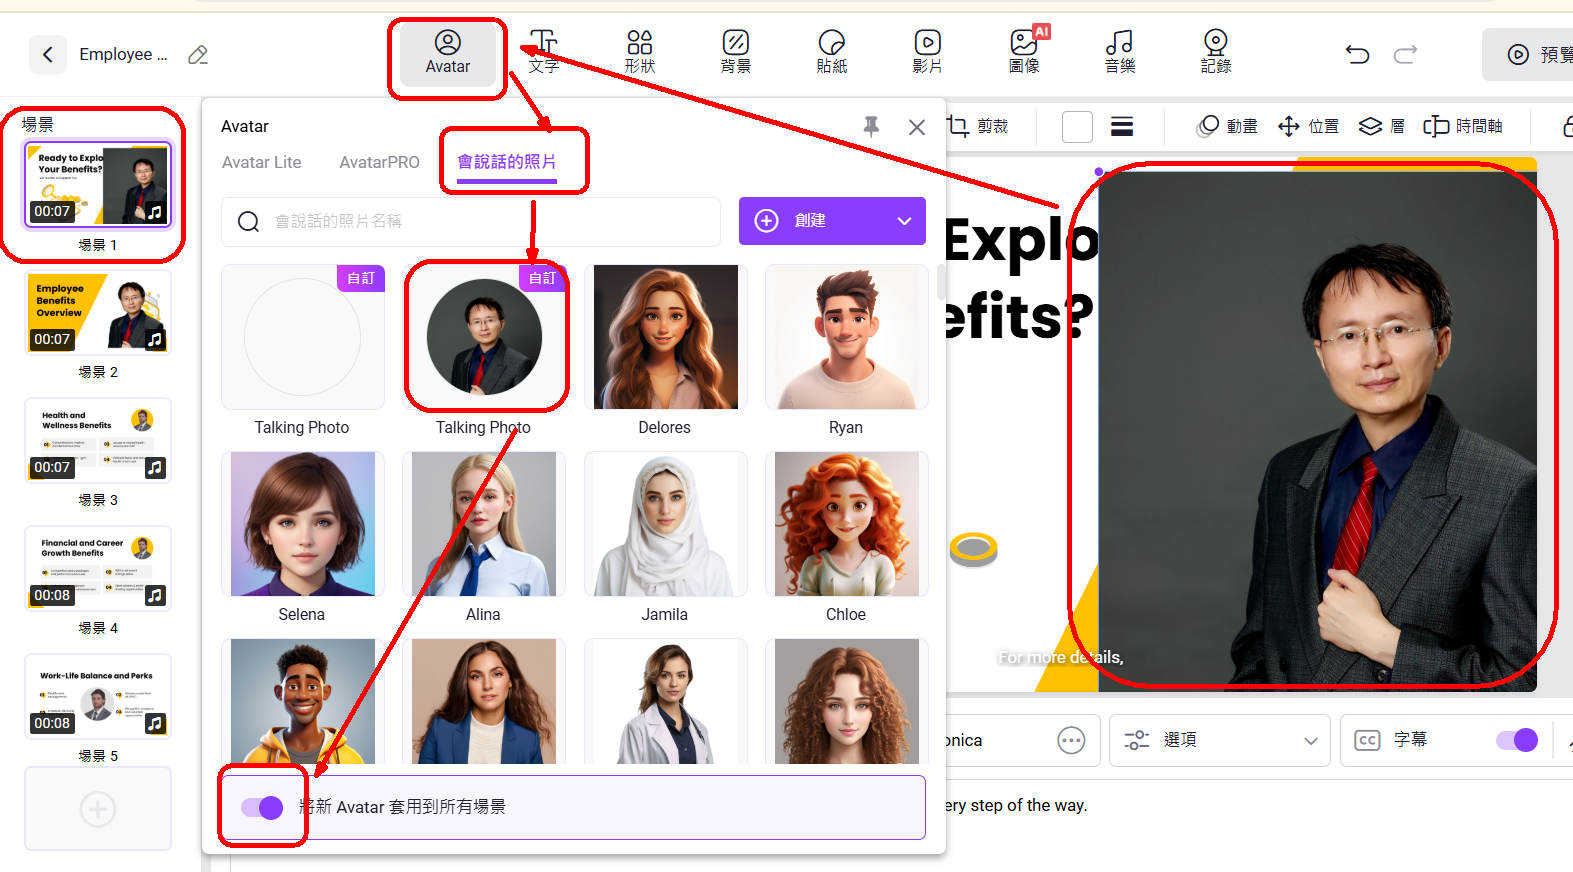 Employee ...
Avatar
文字
形狀
背景
貼紙
影片
AI
圖像
音樂
記錄
預覽
場景
Ready to Explo
Your Benefits?
00:07
場景 1
Employee
Benefits
Overview
00:07
場景 2
Health and
Wellness Benefits
00:07
場景 3
Financial and Career
Growth Benefits
00:08
場景 4
Work-Life Balance and Perks
00:08
場景 5
Avatar
Avatar Lite
AvatarPRO
會說話的照片
會說話的照片名稱
創建
自訂
自訂
Talking Photo
Talking Photo
Delores
Ryan
Selena
Alina
Jamila
Chloe
將新 Avatar 套用到所有場景
剪裁
動畫
位置
層
時間軸
Explo
efits?
For more details,
onica
選項
CC
字幕
ery step of the way.